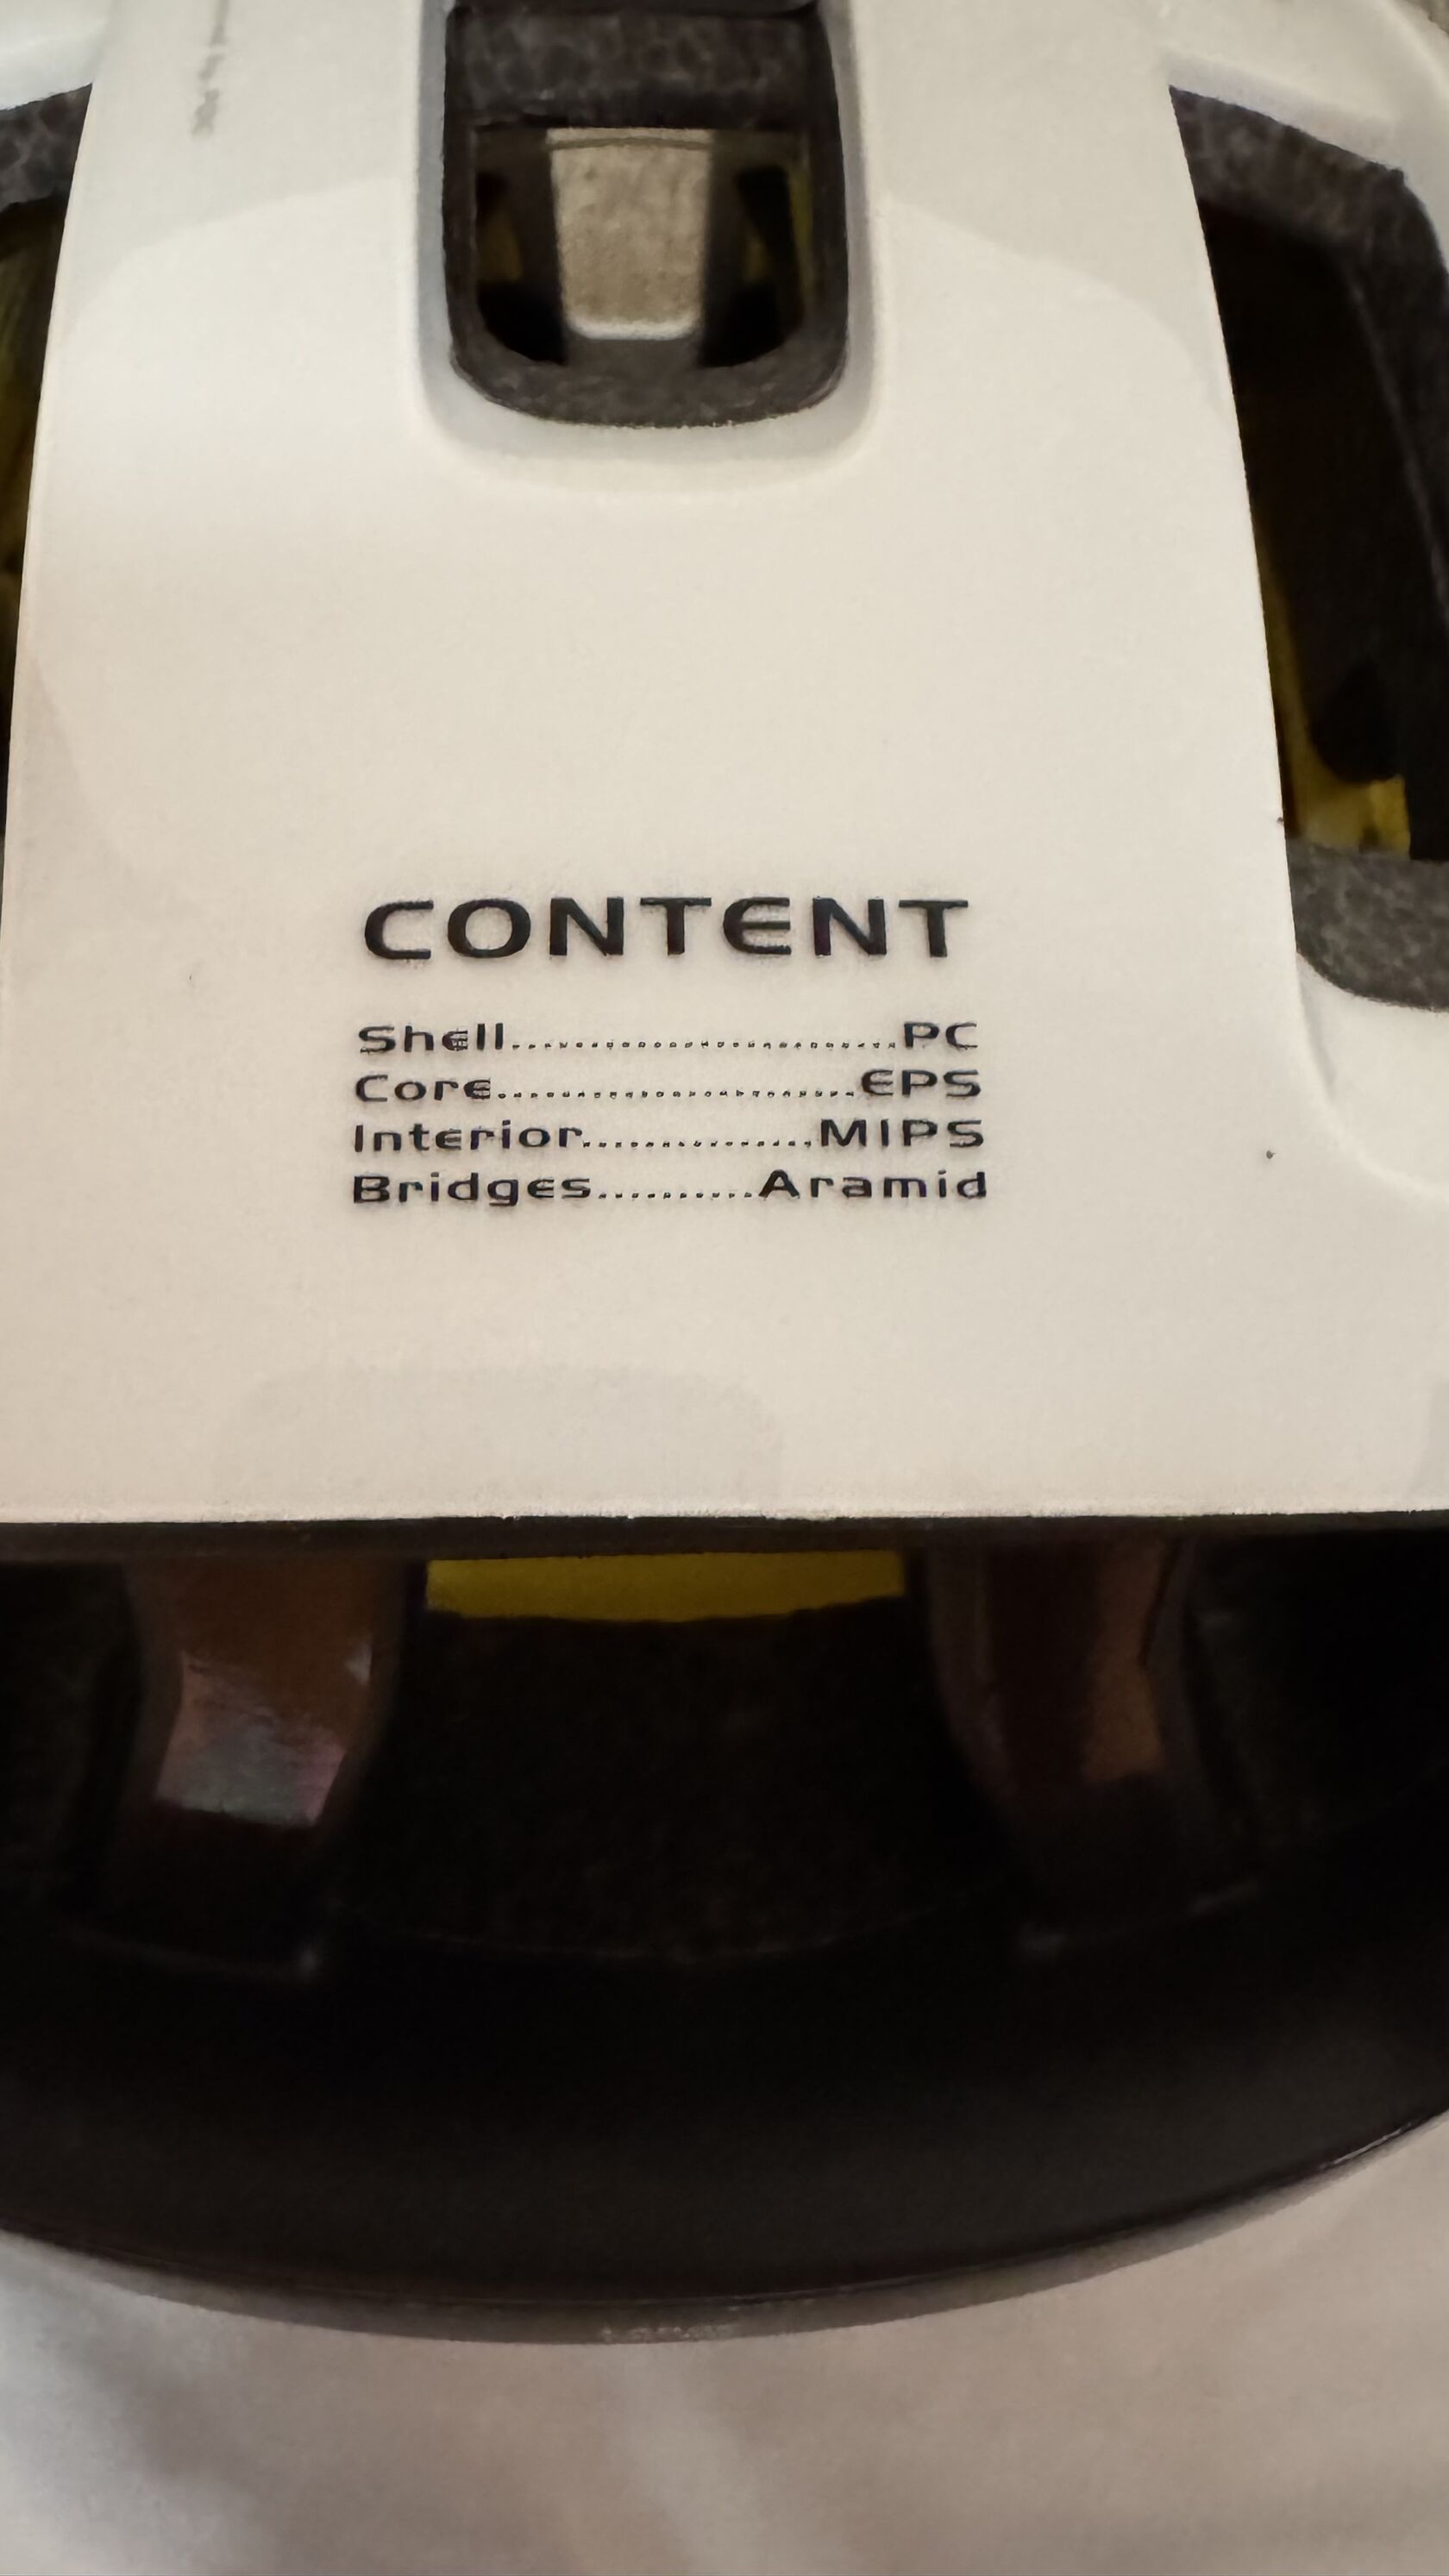 CONTENT
Shell..............................PC
Core............................EPS
Interior..................MIPS
Bridges............Aramid